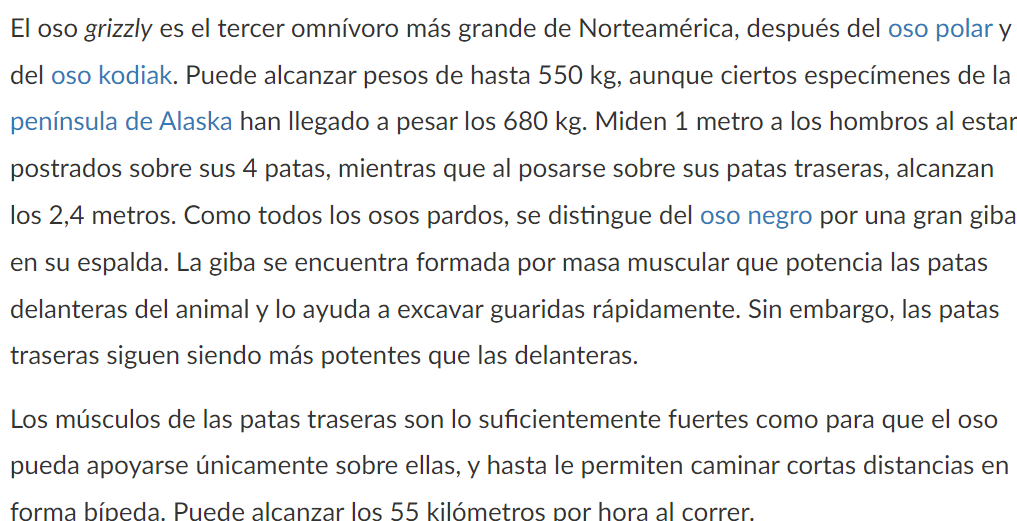 El oso grizzly es el tercer omnívoro más grande de Norteamérica, después del oso polar y
del oso kodiak. Puede alcanzar pesos de hasta 550 kg, aunque ciertos especímenes de la
península de Alaska han llegado a pesar los 680 kg. Miden 1 metro a los hombros al estar
postrados sobre sus 4 patas, mientras que al posarse sobre sus patas traseras, alcanzan
los 2,4 metros. Como todos los osos pardos, se distingue del oso negro por una gran giba
en su espalda. La giba se encuentra formada por masa muscular que potencia las patas
delanteras del animal y lo ayuda a excavar guaridas rápidamente. Sin embargo, las patas
traseras siguen siendo más potentes que las delanteras.
Los músculos de las patas traseras son lo suficientemente fuertes como para que el oso
pueda apoyarse únicamente sobre ellas, y hasta le permiten caminar cortas distancias en
forma bípeda. Puede alcanzar los 55 kilómetros por hora al correr.